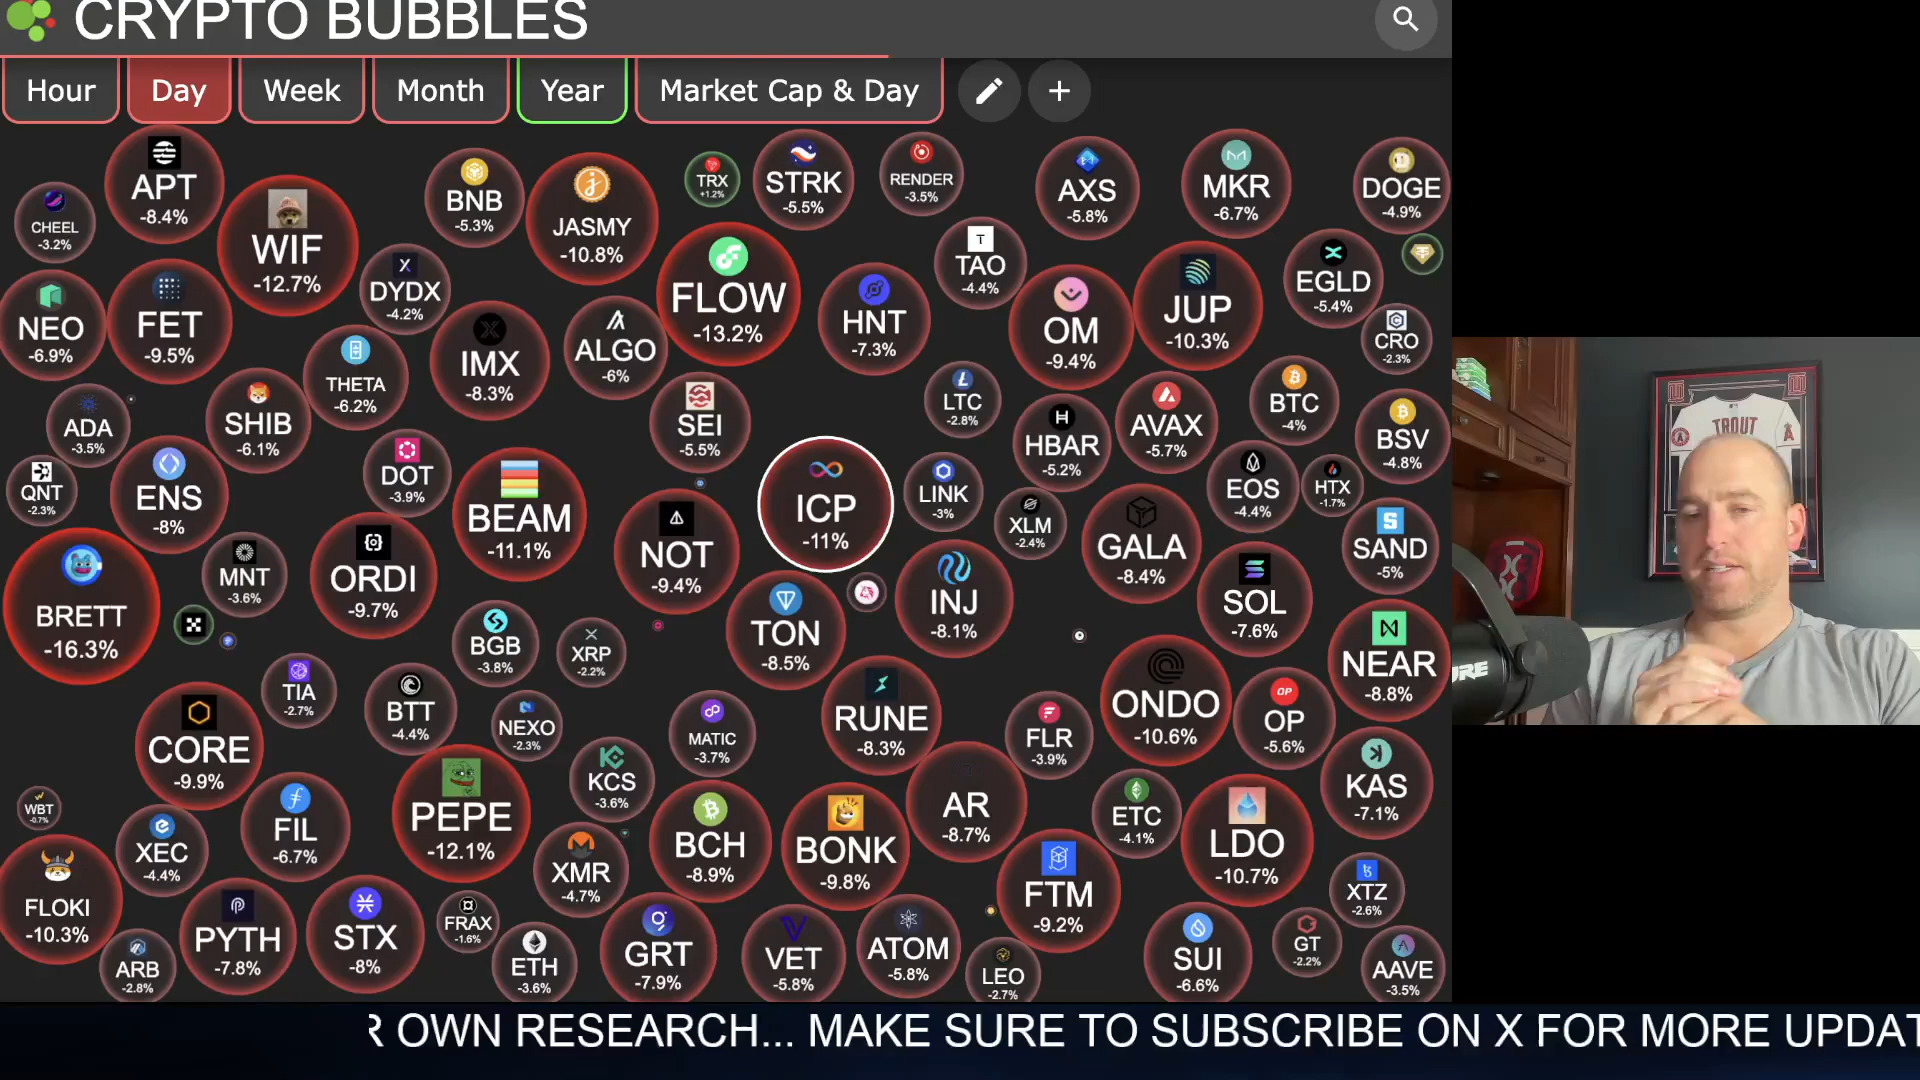 CRYPTO BUBBLES
Hour
Day
Week
Month
Year
Market Cap & Day
APT
-8.4%
CHEEL
-3.2%
WIF
-12.7%
BNB
-5.3%
JASMY
-10.8%
TRX
+1.2%
STRK
-5.5%
RENDER
-3.5%
AXS
-5.8%
MKR
-6.7%
DOGE
-4.9%
NEO
-6.9%
FET
-9.5%
DYDX
-4.2%
FLOW
-13.2%
HNT
-7.3%
TAO
-4.4%
OM
-9.4%
JUP
-10.3%
EGLD
-5.4%
CRO
-2.3%
THETA
-6.2%
IMX
-8.3%
ALGO
-6%
ADA
-3.5%
SHIB
-6.1%
SEI
-5.5%
LTC
-2.8%
HBAR
-5.2%
AVAX
-5.7%
BTC
-4%
BSV
-4.8%
QNT
-2.3%
ENS
-8%
DOT
-3.9%
BEAM
-11.1%
NOT
-9.4%
ICP
-11%
LINK
-3%
XLM
-2.4%
EOS
-4.4%
HTX
-1.7%
GALA
-8.4%
SAND
-5%
BRETT
-16.3%
MNT
-3.6%
ORDI
-9.7%
BGB
-3.8%
XRP
-2.2%
TON
-8.5%
INJ
-8.1%
SOL
-7.6%
NEAR
-8.8%
TIA
-2.7%
BTT
-4.4%
NEXO
-2.3%
MATIC
-3.7%
RUNE
-8.3%
FLR
-3.9%
ONDO
-10.6%
OP
-5.6%
CORE
-9.9%
KCS
-3.6%
KAS
-7.1%
WBT
-0.7%
XEC
-4.4%
FIL
-6.7%
PEPE
-12.1%
XMR
-4.7%
BCH
-8.9%
BONK
-9.8%
AR
-8.7%
ETC
-4.1%
LDO
-10.7%
FTM
-9.2%
XTZ
-2.6%
FLOKI
-10.3%
ARB
-2.8%
PYTH
-7.8%
STX
-8%
FRAX
-1.6%
ETH
-3.6%
GRT
-7.9%
VET
-5.8%
ATOM
-5.8%
LEO
-2.7%
SUI
-6.6%
GT
-2.2%
AAVE
-3.5%
TROUT
URE
R OWN RESEARCH... MAKE SURE TO SUBSCRIBE ON X FOR MORE UPDAT